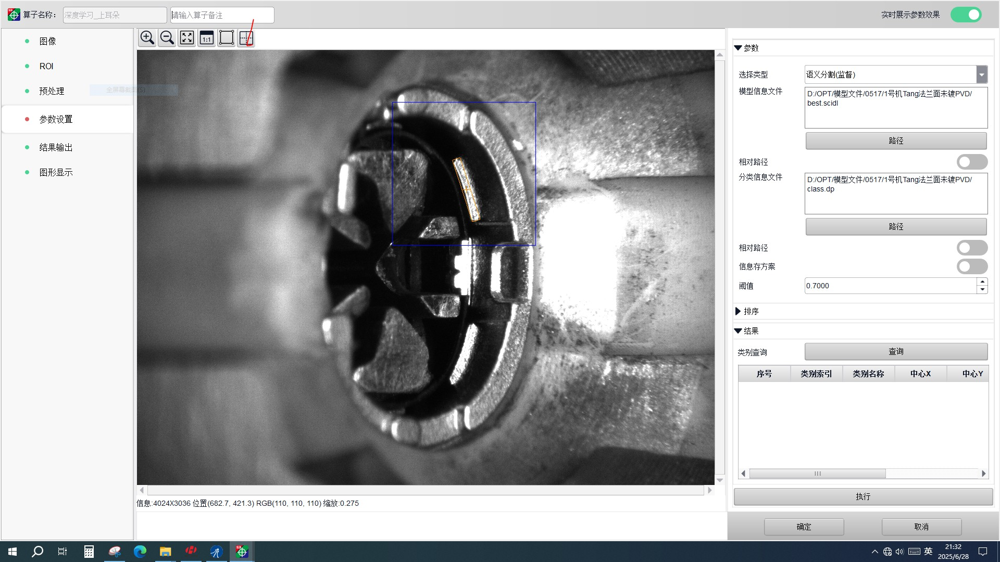 算子名称：
深度学习_上耳朵
请输入算子备注
实时展示参数效果
图像
ROI
预处理
全屏幕截图(S)
参数设置
结果输出
图形显示
1:1
参数
选择类型
语义分割(监督)
模型信息文件
D:/OPT/模型文件/0517/1号机Tang法兰面未镀PVD/
best.scidl
路径
相对路径
分类信息文件
D:/OPT/模型文件/0517/1号机Tang法兰面未镀PVD/
class.dp
路径
相对路径
信息存方案
阈值
0.7000
排序
结果
类别查询
查询
序号 类别索引 类别名称 中心X 中心Y
执行
信息:4024X3036 位置(682.7, 421.3) RGB(110, 110, 110) 缩放:0.275
确定
取消
英
21:32
2025/6/28